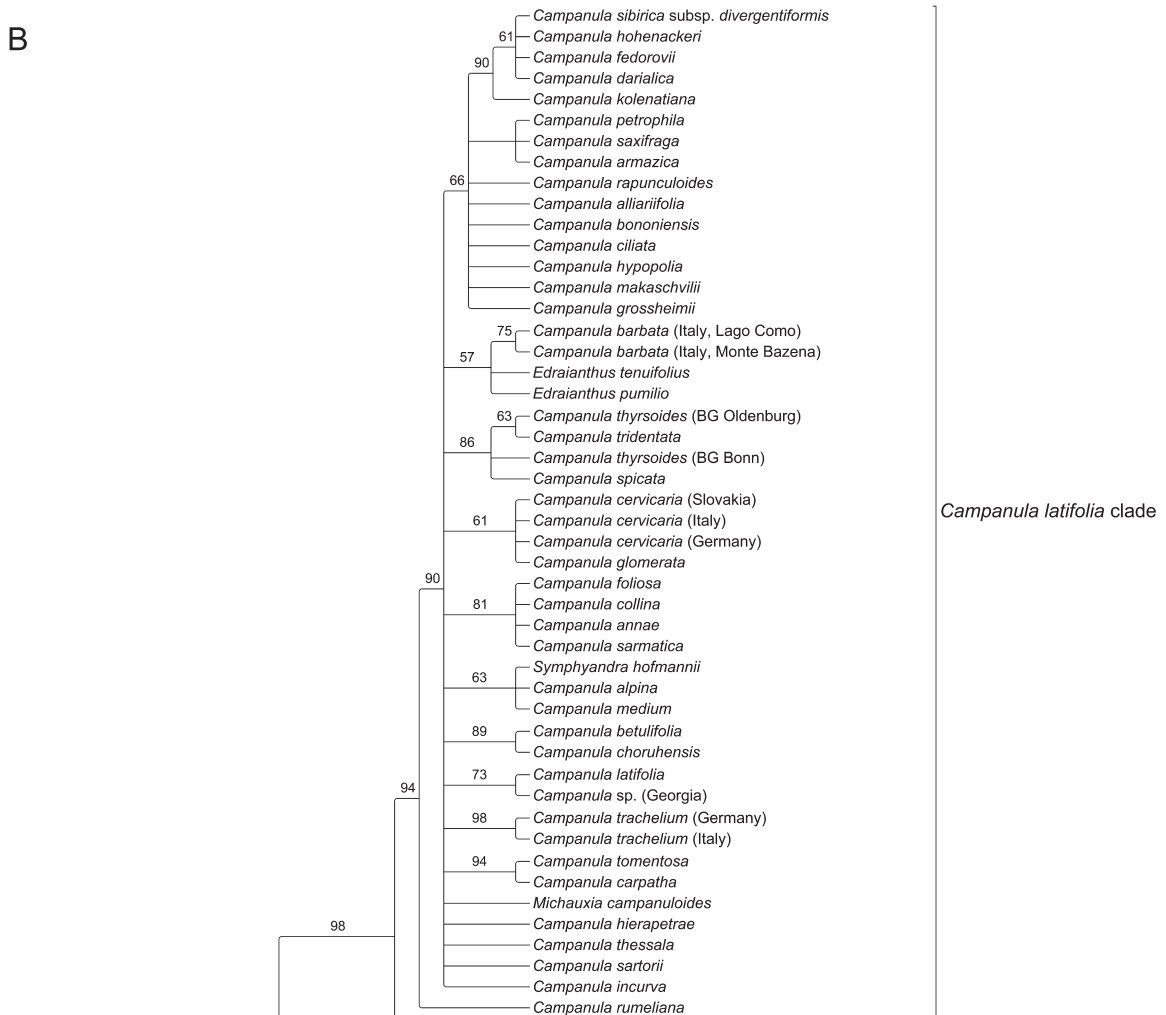 B
Campanula sibirica subsp. divergentiformis
61
Campanula hohenackeri
Campanula fedorovii
90
Campanula darialica
Campanula kolenatiana
Campanula petrophila
Campanula saxifraga
Campanula armazica
66
Campanula rapunculoides
Campanula alliariifolia
Campanula bononiensis
Campanula ciliata
Campanula hypopolia
Campanula makaschvilii
Campanula grossheimii
75
Campanula barbata (Italy, Lago Como)
57
Campanula barbata (Italy, Monte Bazena)
Edraianthus tenuifolius
Edraianthus pumilio
63
Campanula thyrsoides (BG Oldenburg)
86
Campanula tridentata
Campanula thyrsoides (BG Bonn)
Campanula spicata
Campanula cervicaria (Slovakia)
61
Campanula cervicaria (Italy)
Campanula cervicaria (Germany)
Campanula glomerata
Campanula latifolia clade
90
Campanula foliosa
81
Campanula collina
Campanula annae
Campanula sarmatica
Symphyandra hofmannii
63
Campanula alpina
Campanula medium
89
Campanula betulifolia
Campanula choruhensis
73
Campanula latifolia
94
Campanula sp. (Georgia)
98
Campanula trachelium (Germany)
Campanula trachelium (Italy)
94
Campanula tomentosa
Campanula carpatha
Michauxia campanuloides
98
Campanula hierapetrae
Campanula thessala
Campanula sartorii
Campanula incurva
Campanula rumeliana